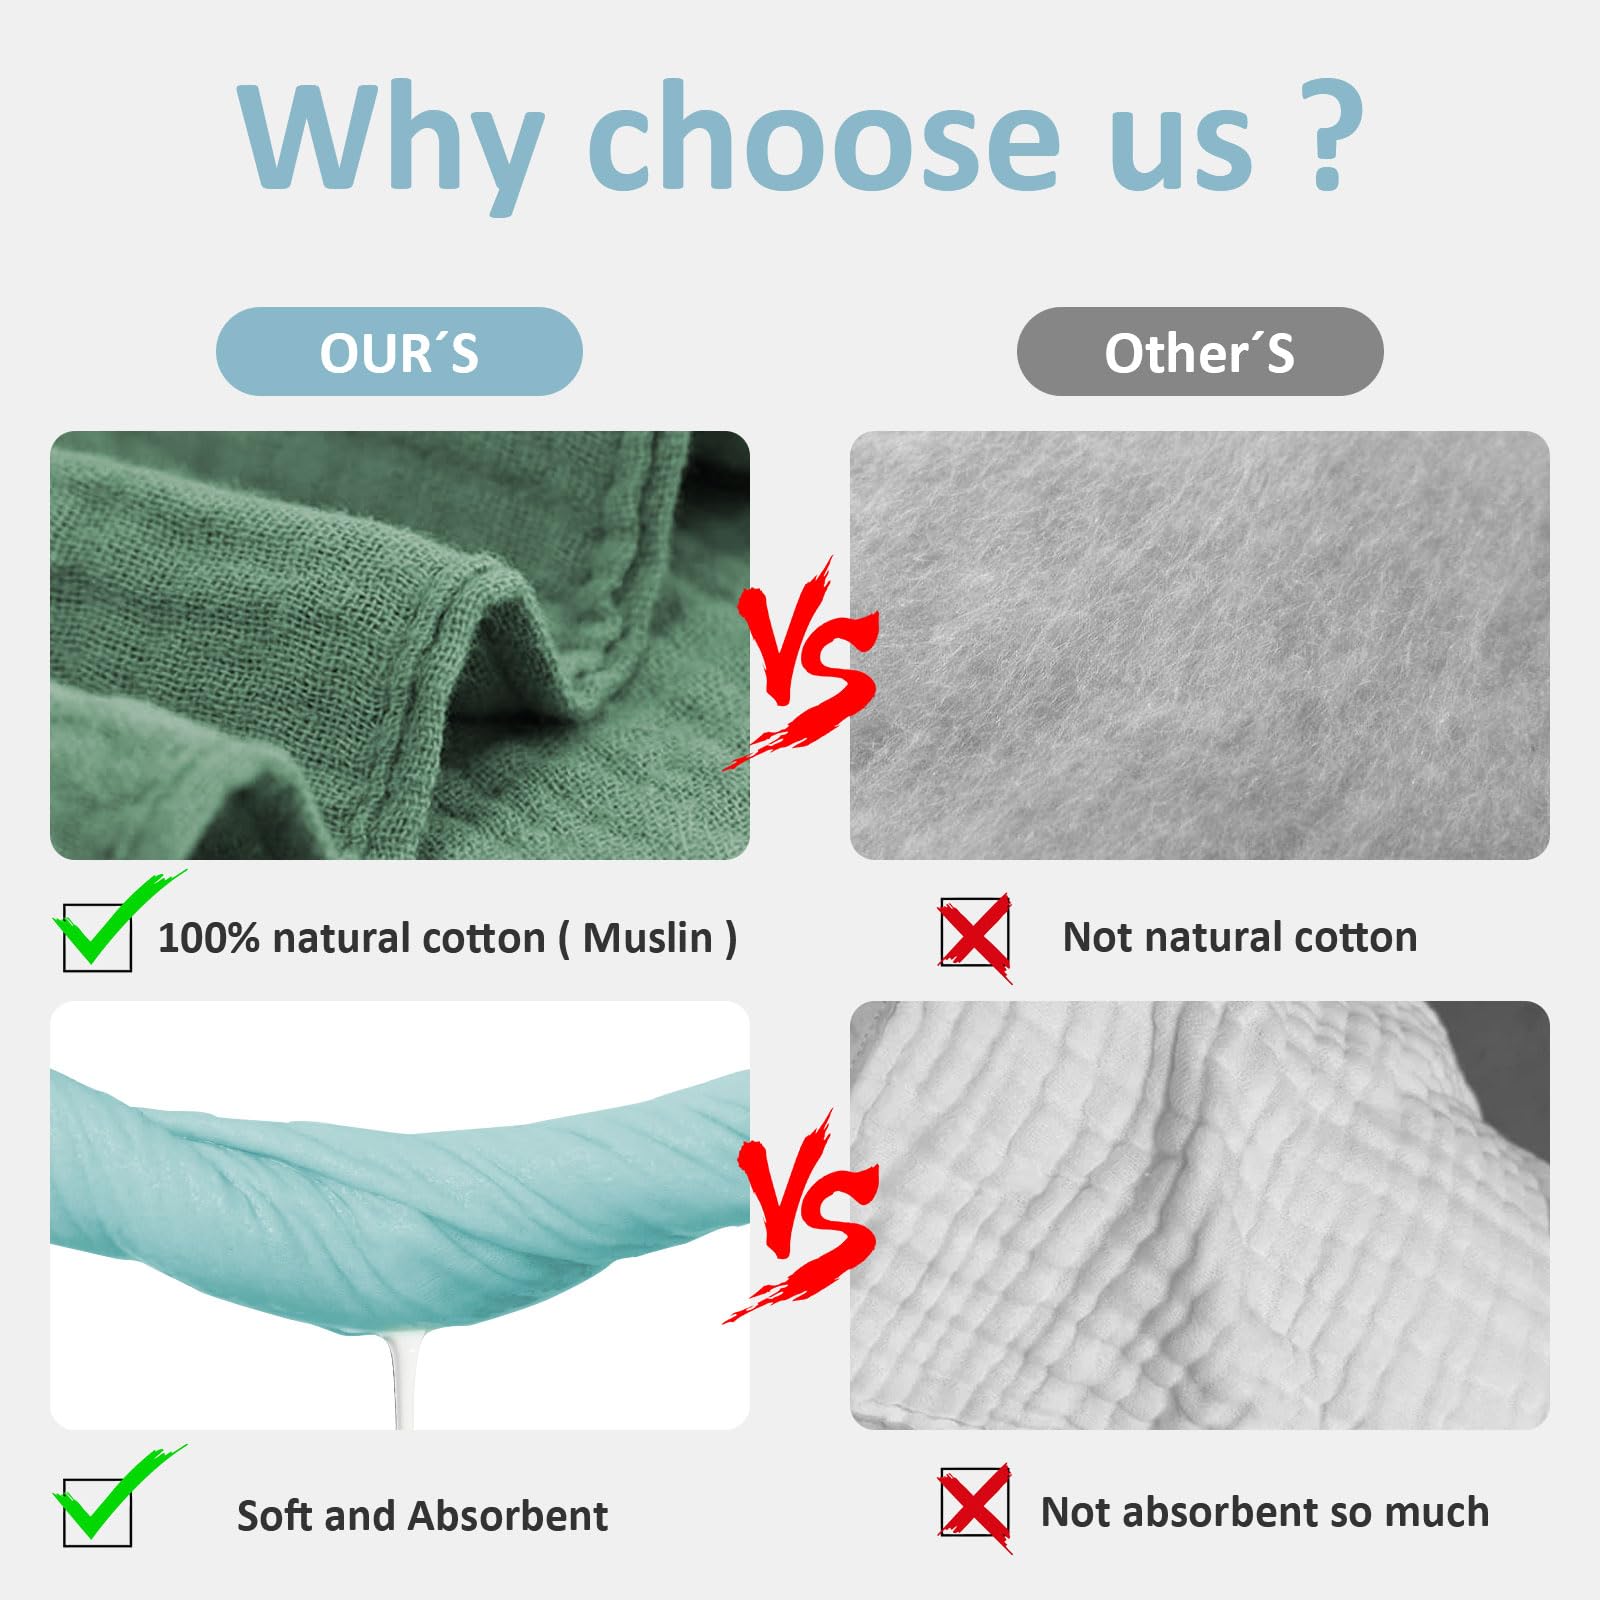 Why choose us ?
OUR´S
Other´S
VS
100% natural cotton ( Muslin )
Not natural cotton
VS
Soft and Absorbent
Not absorbent so much